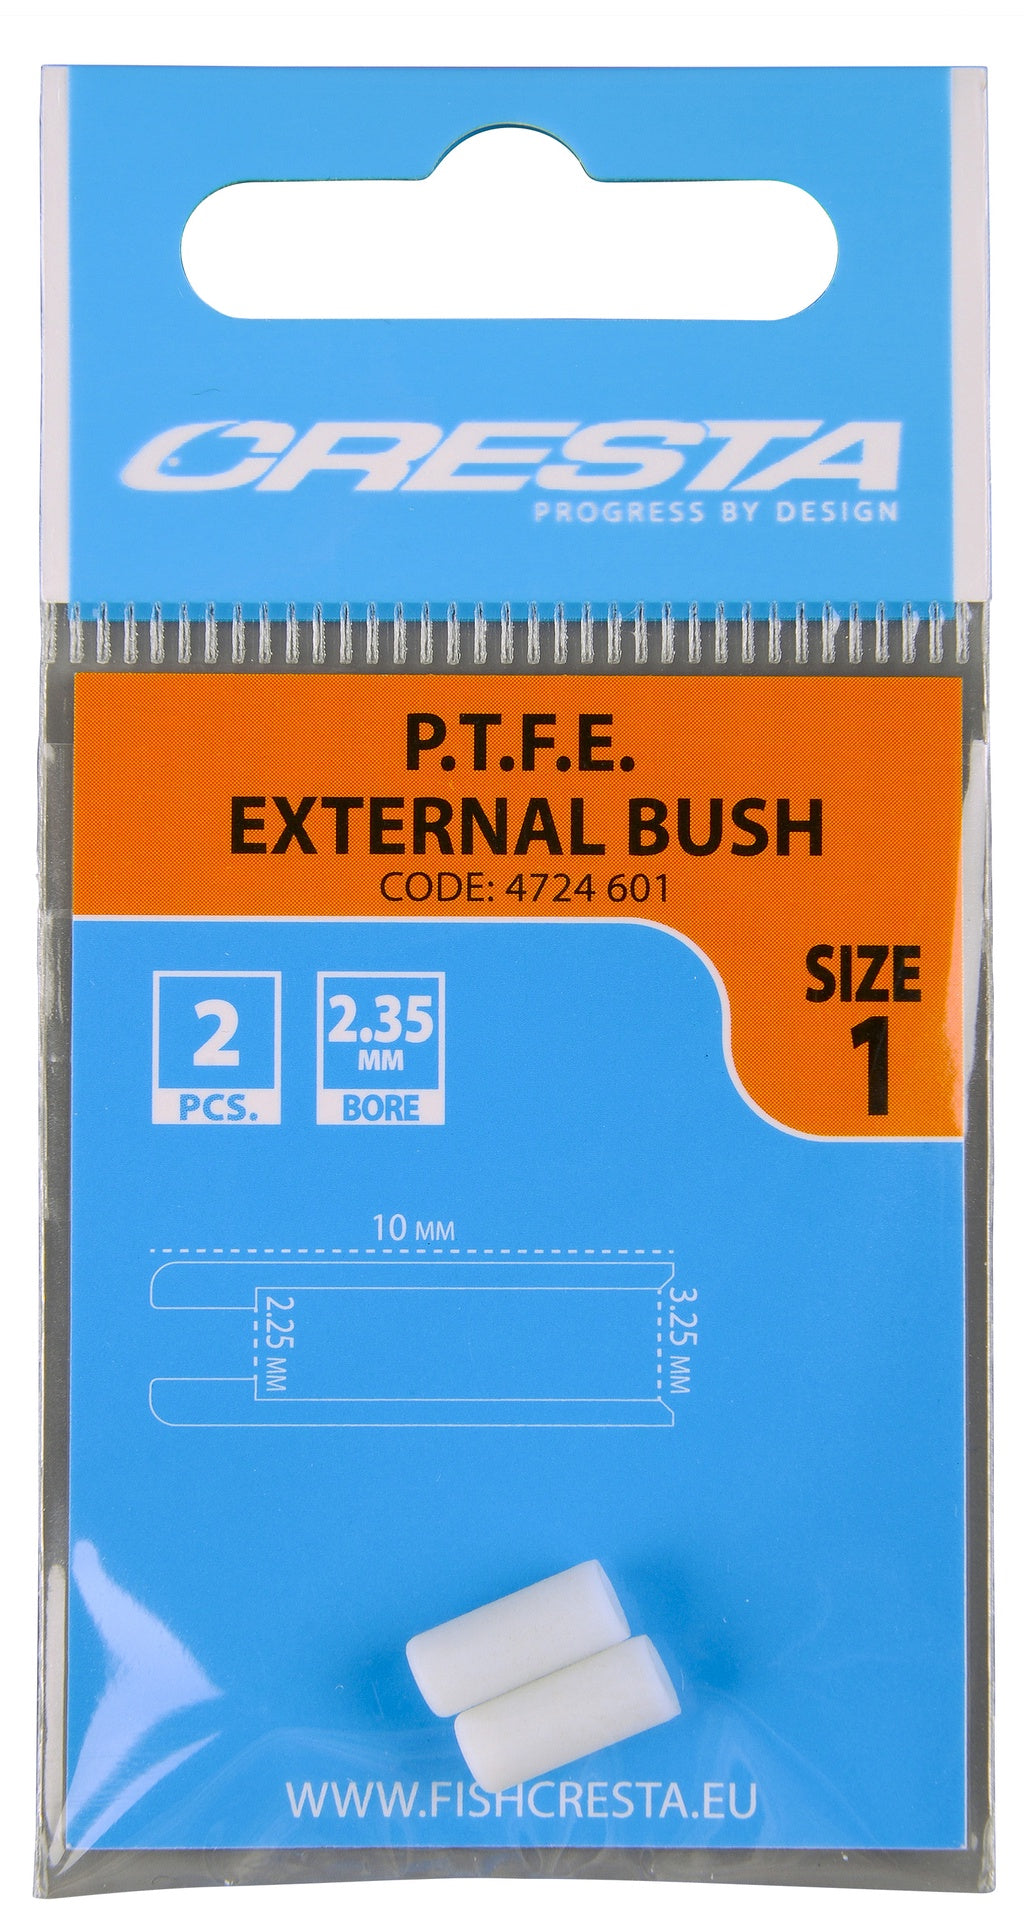 CRESTA
PROGRESS BY DESIGN
P.T.F.E.
EXTERNAL BUSH
CODE: 4724 601
SIZE
1
2
PCS.
2.35
MM
BORE
10 MM
2.25 MM
3.25 MM
WWW.FISHCRESTA.EU